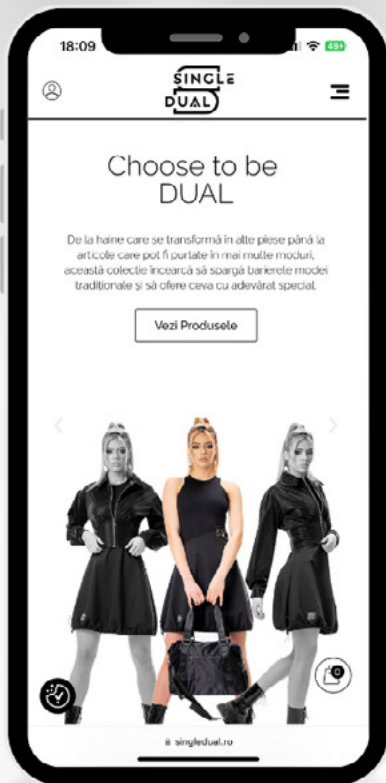 18:09
49
SINGLE
DUAL
Choose to be
DUAL
De la haine care se transformă în alte piese până la
articole care pot fi purtate în mai multe moduri,
această colecție încearcă să spargă barierele modei
tradiționale și să ofere ceva cu adevărat special.
Vezi Produsele
0
singledual.ro